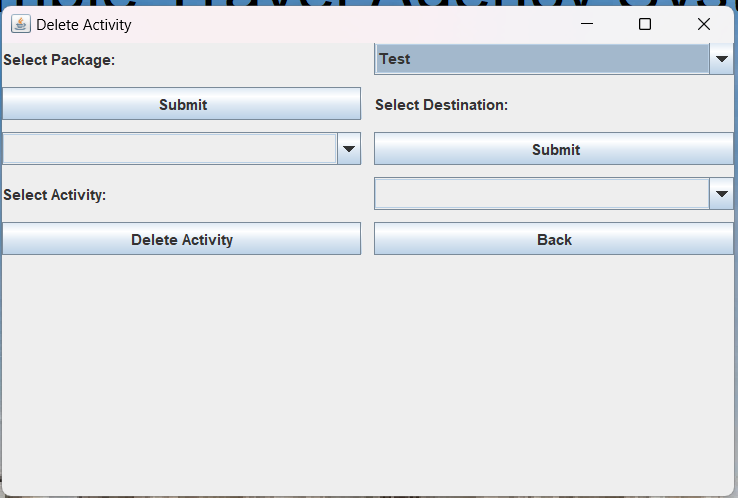 Delete Activity
Select Package:
Test
Submit
Select Destination:
Submit
Select Activity:
Delete Activity
Back